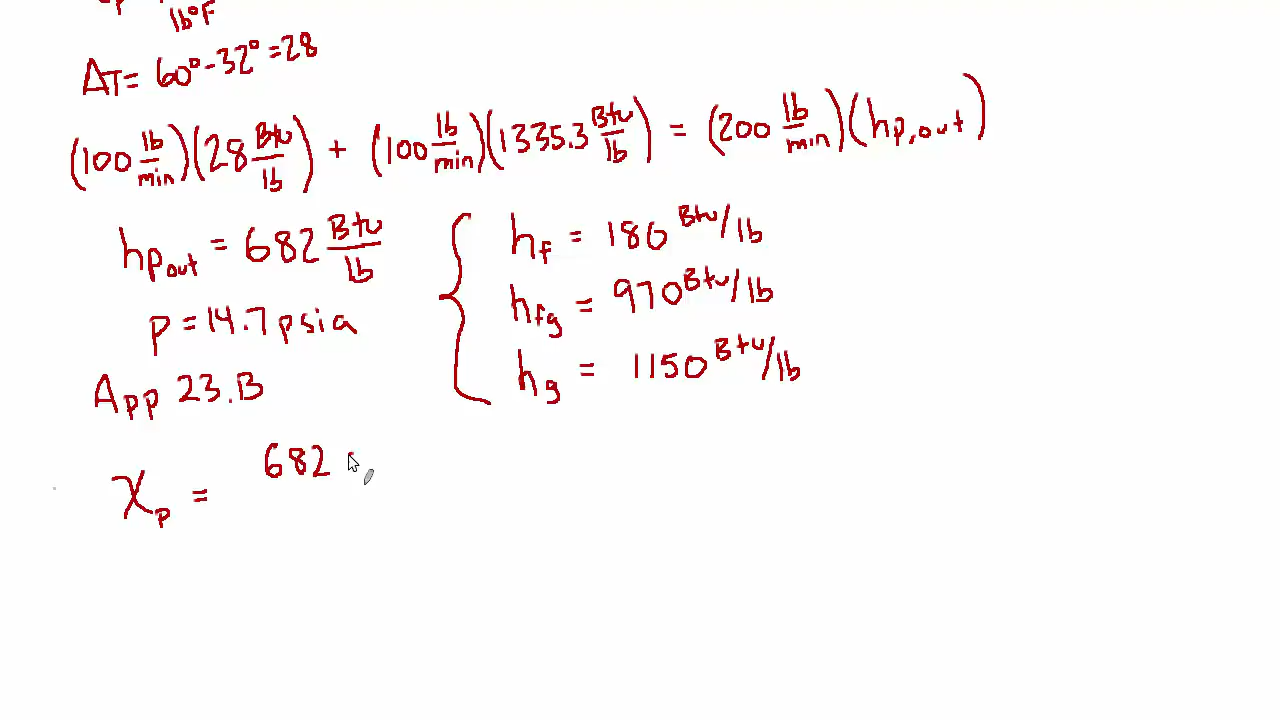 lb°F
ΔT = 60° - 32° = 28
(100 lb/min)(28 Btu/lb) + (100 lb/min)(1335.3 Btu/lb) = (200 lb/min)(hp,out)
hp out = 682 Btu/lb
hf = 180 Btu/lb
hfg = 970 Btu/lb
P = 14.7 psia
hg = 1150 Btu/lb
App 23.B
682
Xp =